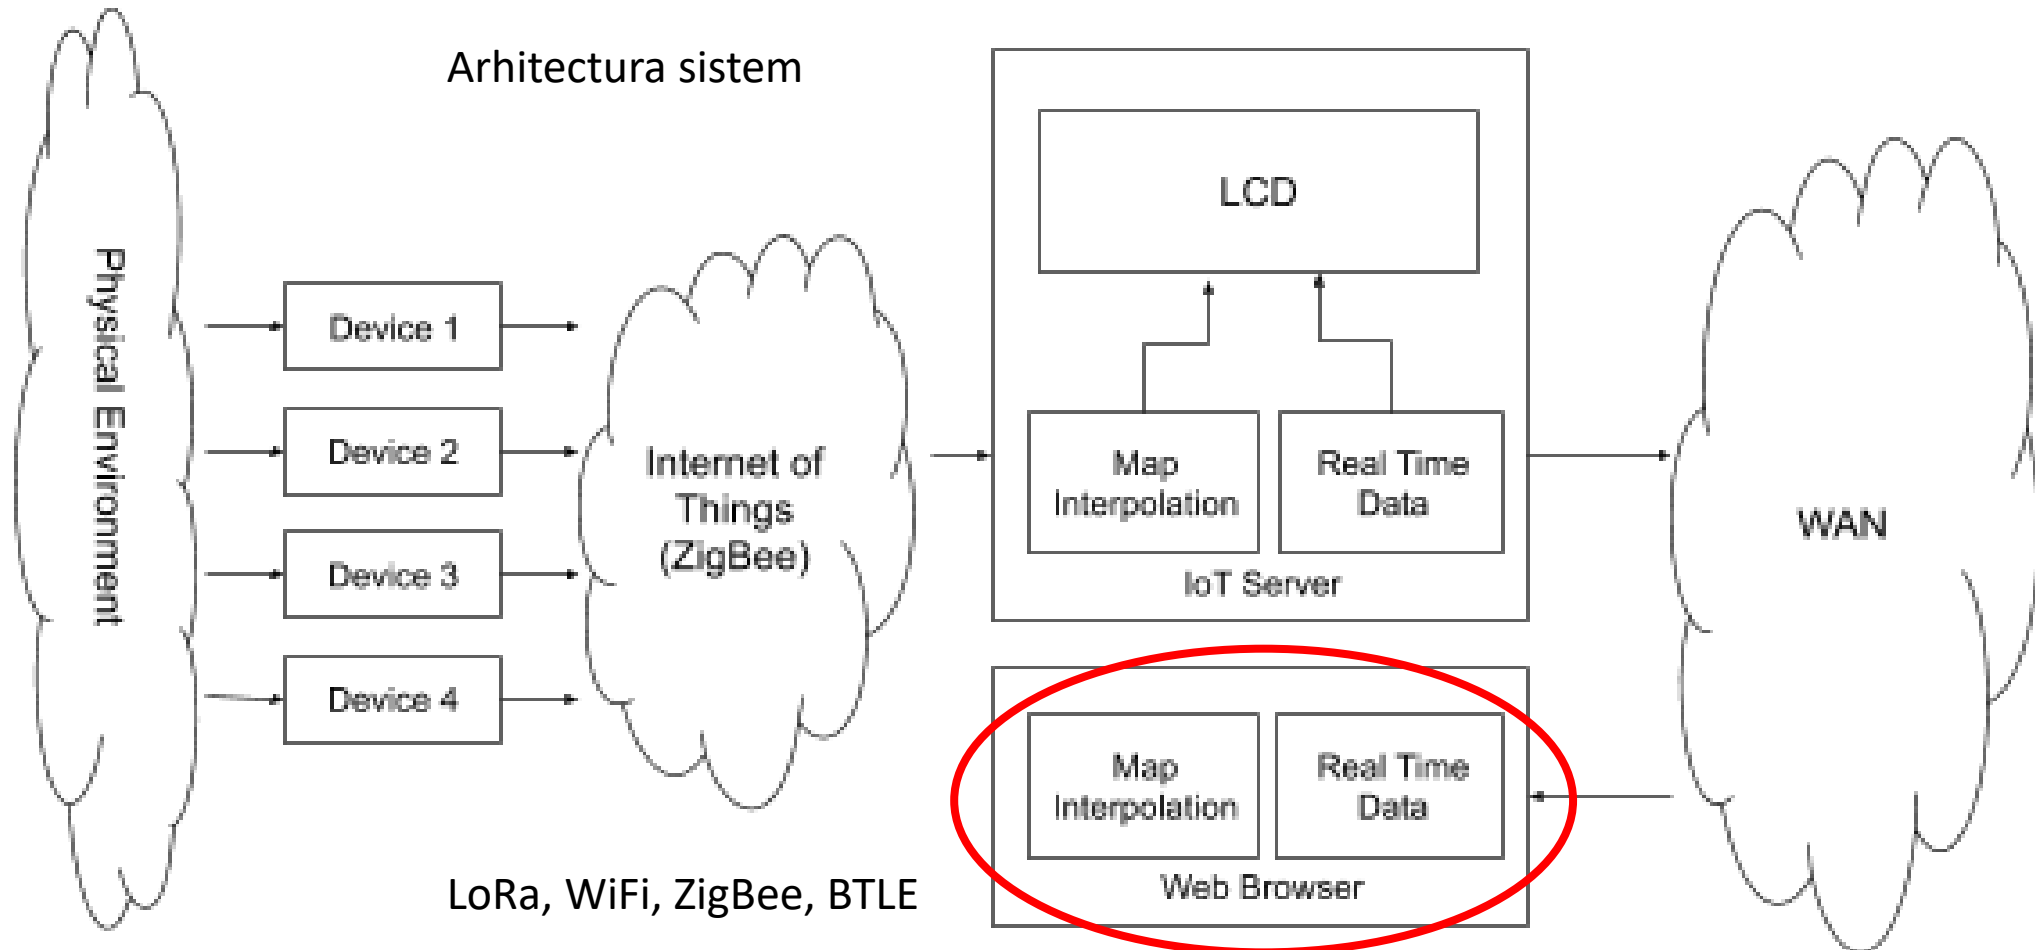 Arhitectura sistem
Physical Environment
Device 1
Device 2
Device 3
Device 4
Internet of
Things
(ZigBee)
LoRa, WiFi, ZigBee, BTLE
LCD
Map
Interpolation
Real Time
Data
IoT Server
Map
Interpolation
Real Time
Data
Web Browser
WAN